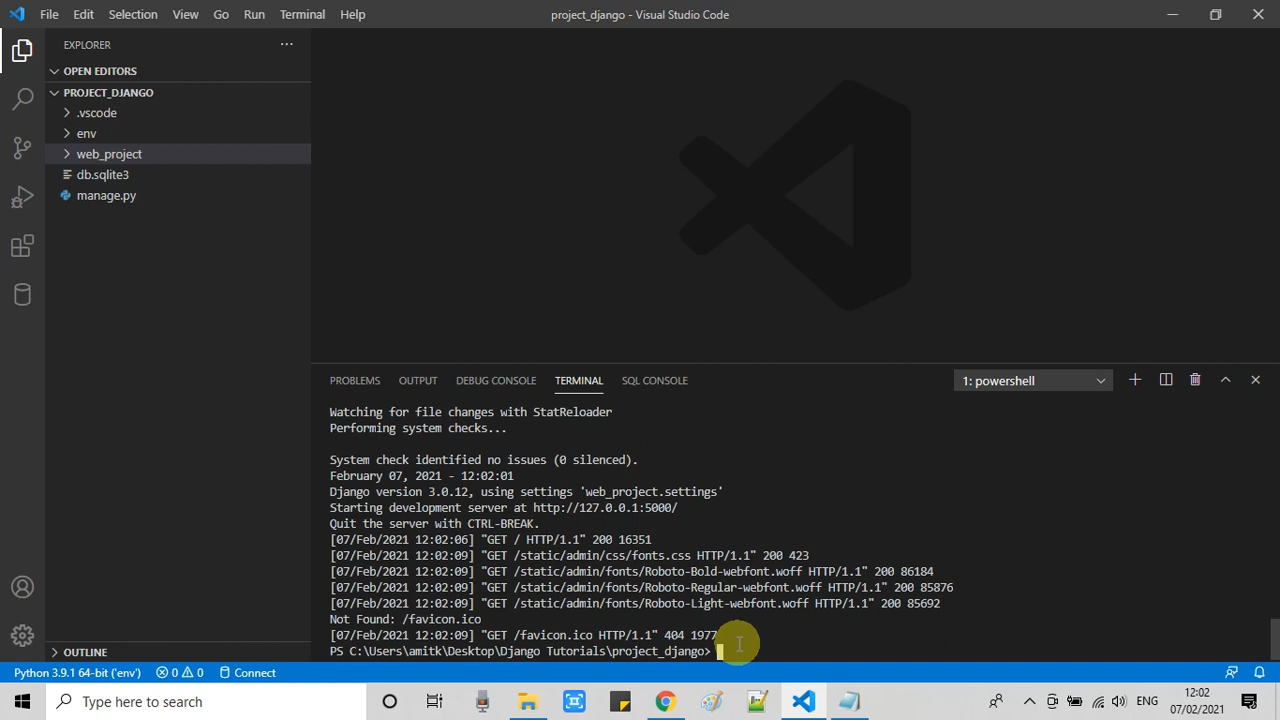 File Edit Selection View Go Run Terminal Help
project_django - Visual Studio Code
EXPLORER
OPEN EDITORS
PROJECT_DJANGO
.vscode
env
web_project
db.sqlite3
manage.py
OUTLINE
PROBLEMS OUTPUT DEBUG CONSOLE TERMINAL SQL CONSOLE
1: powershell
Watching for file changes with StatReloader
Performing system checks...
System check identified no issues (0 silenced).
February 07, 2021 - 12:02:01
Django version 3.0.12, using settings 'web_project.settings'
Starting development server at http://127.0.0.1:5000/
Quit the server with CTRL-BREAK.
[07/Feb/2021 12:02:06] "GET / HTTP/1.1" 200 16351
[07/Feb/2021 12:02:09] "GET /static/admin/css/fonts.css HTTP/1.1" 200 423
[07/Feb/2021 12:02:09] "GET /static/admin/fonts/Roboto-Bold-webfont.woff HTTP/1.1" 200 86184
[07/Feb/2021 12:02:09] "GET /static/admin/fonts/Roboto-Regular-webfont.woff HTTP/1.1" 200 85876
[07/Feb/2021 12:02:09] "GET /static/admin/fonts/Roboto-Light-webfont.woff HTTP/1.1" 200 85692
Not Found: /favicon.ico
[07/Feb/2021 12:02:09] "GET /favicon.ico HTTP/1.1" 404 1977
PS C:\Users\amitk\Desktop\Django Tutorials\project_django>
Python 3.9.1 64-bit ('env') 0 0 Connect
Type here to search
12:02
07/02/2021